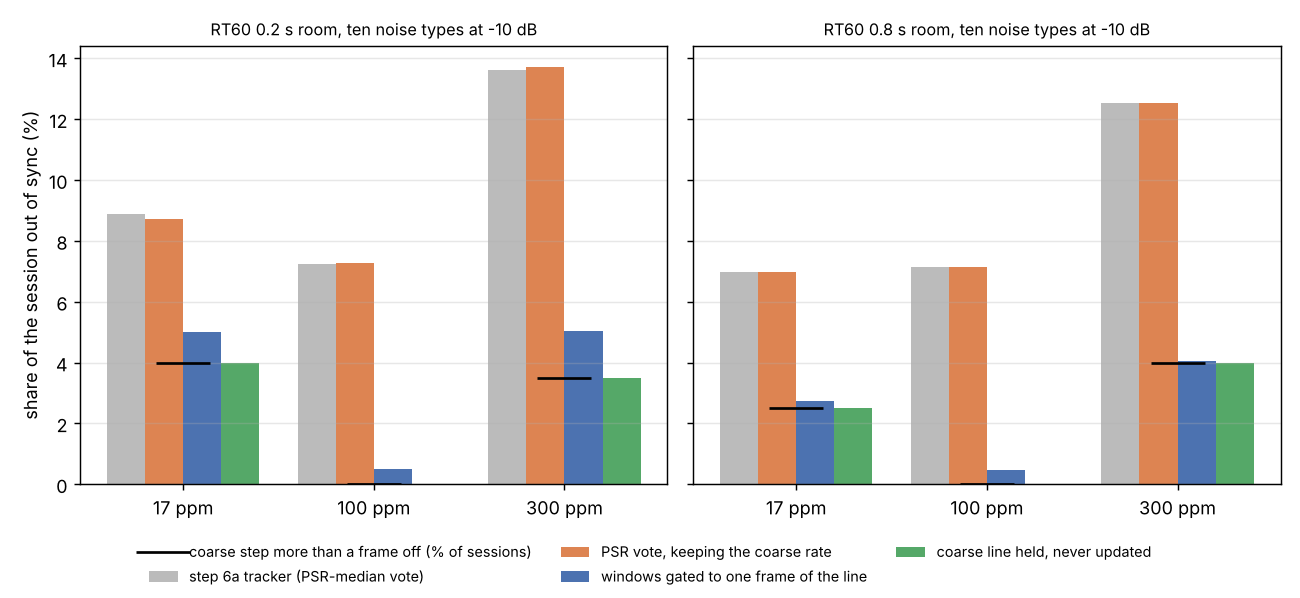 RT60 0.2 s room, ten noise types at -10 dB
RT60 0.8 s room, ten noise types at -10 dB
share of the session out of sync (%)
14
12
10
8
6
4
2
0
17 ppm
100 ppm
300 ppm
17 ppm
100 ppm
300 ppm
coarse step more than a frame off (% of sessions)
step 6a tracker (PSR-median vote)
PSR vote, keeping the coarse rate
windows gated to one frame of the line
coarse line held, never updated